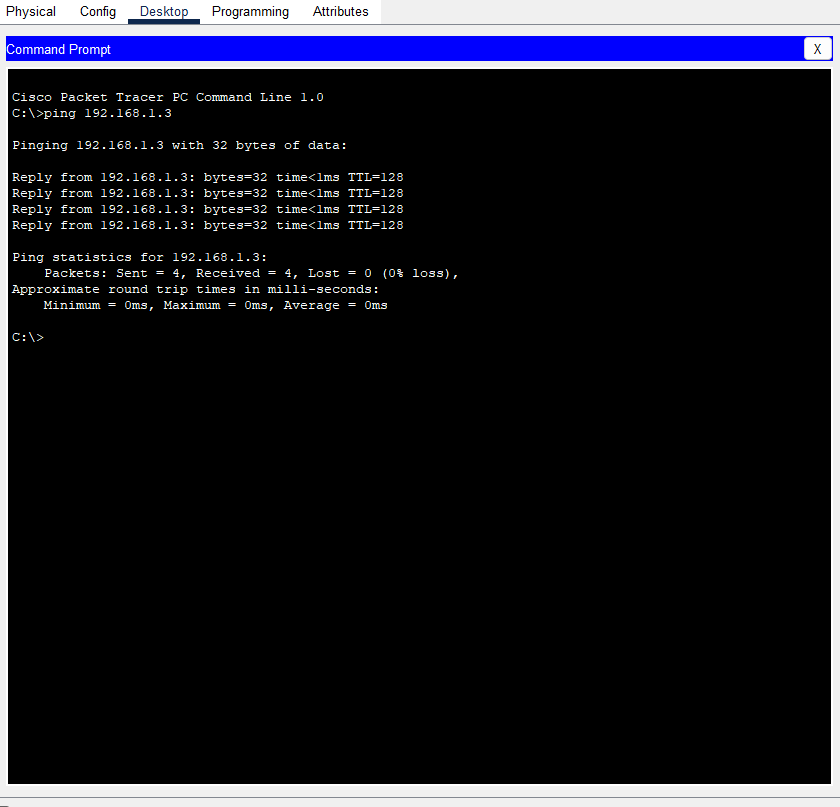 Physical Config Desktop Programming Attributes
Command Prompt X
Cisco Packet Tracer PC Command Line 1.0
C:\>ping 192.168.1.3
Pinging 192.168.1.3 with 32 bytes of data:
Reply from 192.168.1.3: bytes=32 time<1ms TTL=128
Reply from 192.168.1.3: bytes=32 time<1ms TTL=128
Reply from 192.168.1.3: bytes=32 time<1ms TTL=128
Reply from 192.168.1.3: bytes=32 time<1ms TTL=128
Ping statistics for 192.168.1.3:
    Packets: Sent = 4, Received = 4, Lost = 0 (0% loss),
Approximate round trip times in milli-seconds:
    Minimum = 0ms, Maximum = 0ms, Average = 0ms
C:\>